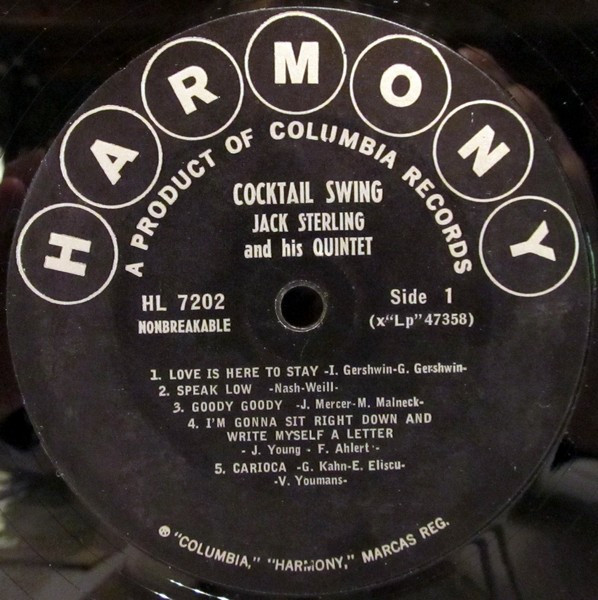 HARMONY
A PRODUCT OF COLUMBIA RECORDS
COCKTAIL SWING
JACK STERLING
and his QUINTET
HL 7202
NONBREAKABLE
Side 1
(x"Lp" 47358)
1. LOVE IS HERE TO STAY -I. Gershwin-G. Gershwin-
2. SPEAK LOW -Nash-Weill-
3. GOODY GOODY -J. Mercer-M. Malneck-
4. I'M GONNA SIT RIGHT DOWN AND
WRITE MYSELF A LETTER
- J. Young - F. Ahlert -
5. CARIOCA -G. Kahn-E. Eliscu-
-V. Youmans-
® "COLUMBIA," "HARMONY," MARCAS REG.